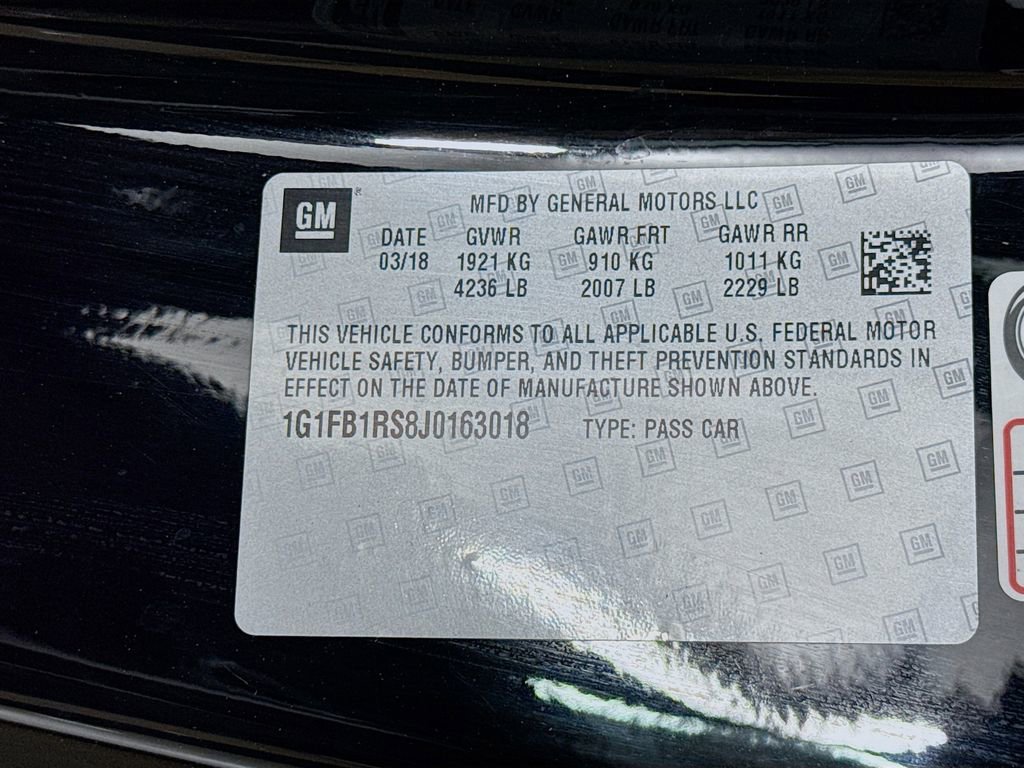 GM
MFD BY GENERAL MOTORS LLC
DATE GVWR GAWR FRT GAWR RR
03/18 1921 KG 910 KG 1011 KG
4236 LB 2007 LB 2229 LB
THIS VEHICLE CONFORMS TO ALL APPLICABLE U.S. FEDERAL MOTOR
VEHICLE SAFETY, BUMPER, AND THEFT PREVENTION STANDARDS IN
EFFECT ON THE DATE OF MANUFACTURE SHOWN ABOVE.
1G1FB1RS8J0163018 TYPE: PASS CAR